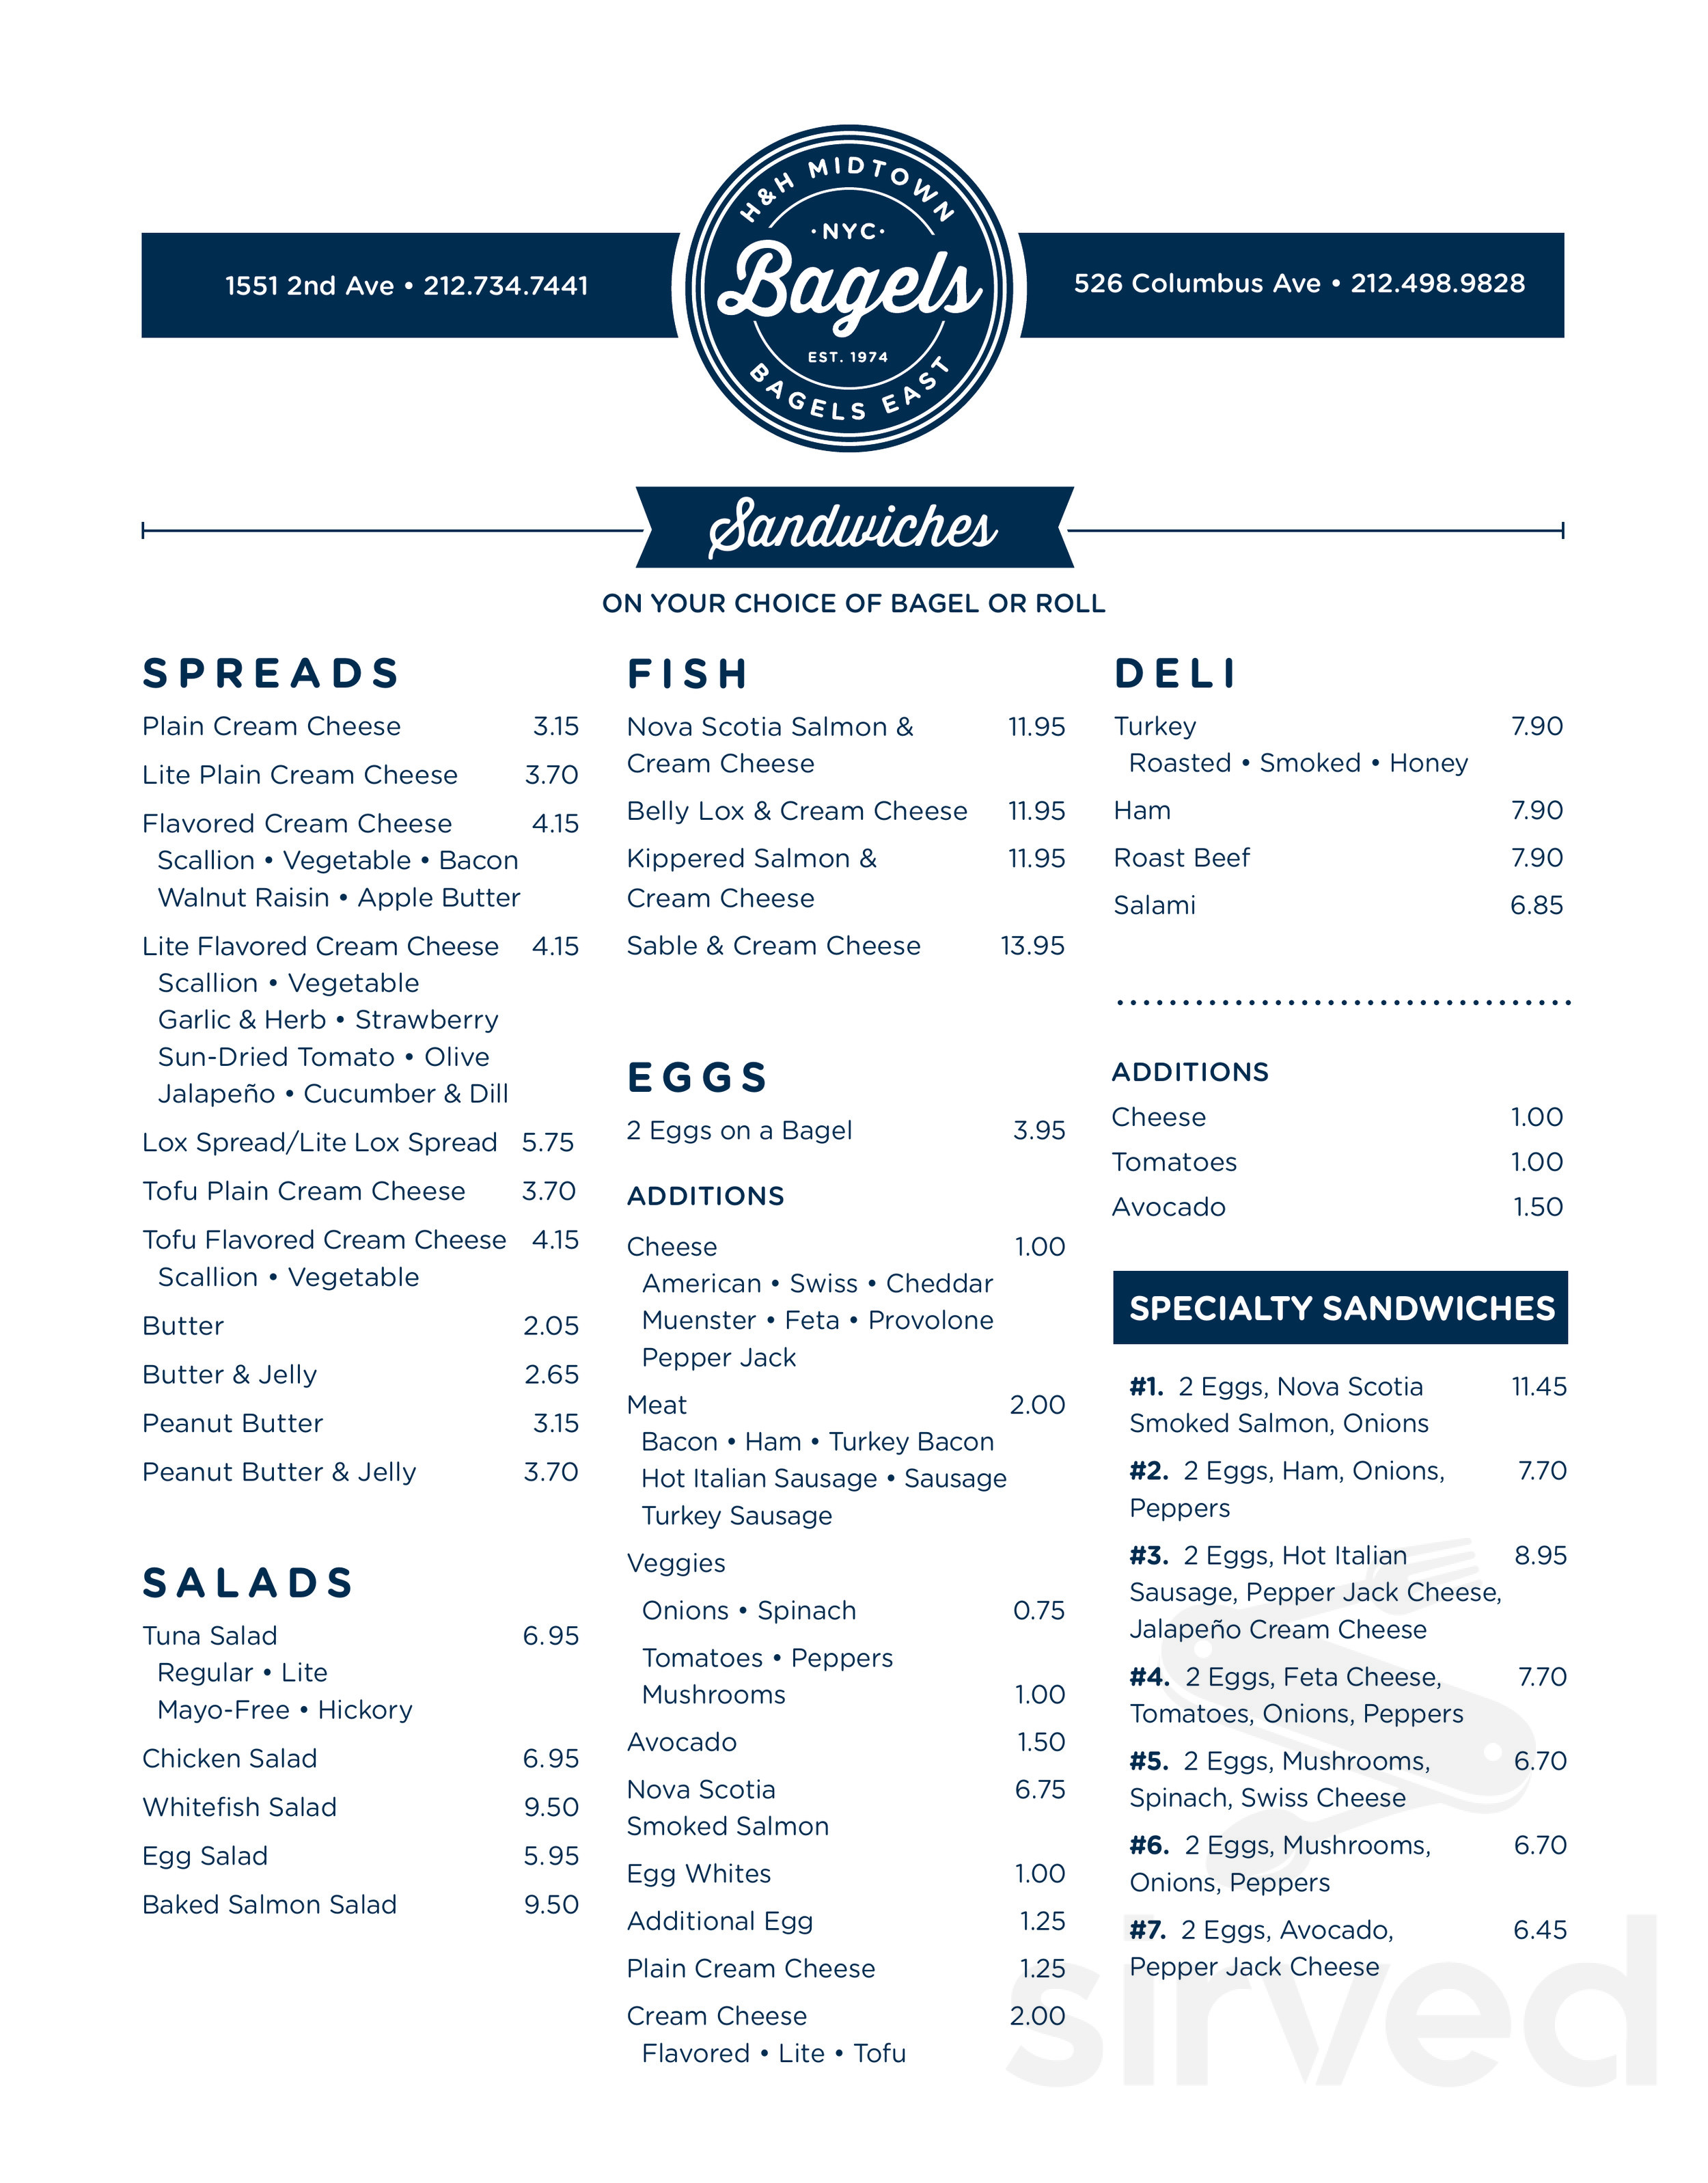 H&H MIDTOWN
·NYC·
Bagels
EST. 1974
BAGELS EAST
1551 2nd Ave • 212.734.7441
526 Columbus Ave • 212.498.9828
Sandwiches
ON YOUR CHOICE OF BAGEL OR ROLL
SPREADS
Plain Cream Cheese 3.15
Lite Plain Cream Cheese 3.70
Flavored Cream Cheese 4.15
Scallion • Vegetable • Bacon
Walnut Raisin • Apple Butter
Lite Flavored Cream Cheese 4.15
Scallion • Vegetable
Garlic & Herb • Strawberry
Sun-Dried Tomato • Olive
Jalapeño • Cucumber & Dill
Lox Spread/Lite Lox Spread 5.75
Tofu Plain Cream Cheese 3.70
Tofu Flavored Cream Cheese 4.15
Scallion • Vegetable
Butter 2.05
Butter & Jelly 2.65
Peanut Butter 3.15
Peanut Butter & Jelly 3.70
SALADS
Tuna Salad 6.95
Regular • Lite
Mayo-Free • Hickory
Chicken Salad 6.95
Whitefish Salad 9.50
Egg Salad 5.95
Baked Salmon Salad 9.50
FISH
Nova Scotia Salmon & 11.95
Cream Cheese
Belly Lox & Cream Cheese 11.95
Kippered Salmon & 11.95
Cream Cheese
Sable & Cream Cheese 13.95
EGGS
2 Eggs on a Bagel 3.95
ADDITIONS
Cheese 1.00
American • Swiss • Cheddar
Muenster • Feta • Provolone
Pepper Jack
Meat 2.00
Bacon • Ham • Turkey Bacon
Hot Italian Sausage • Sausage
Turkey Sausage
Veggies
Onions • Spinach 0.75
Tomatoes • Peppers
Mushrooms 1.00
Avocado 1.50
Nova Scotia 6.75
Smoked Salmon
Egg Whites 1.00
Additional Egg 1.25
Plain Cream Cheese 1.25
Cream Cheese 2.00
Flavored • Lite • Tofu
DELI
Turkey 7.90
Roasted • Smoked • Honey
Ham 7.90
Roast Beef 7.90
Salami 6.85
ADDITIONS
Cheese 1.00
Tomatoes 1.00
Avocado 1.50
SPECIALTY SANDWICHES
#1. 2 Eggs, Nova Scotia 11.45
Smoked Salmon, Onions
#2. 2 Eggs, Ham, Onions, 7.70
Peppers
#3. 2 Eggs, Hot Italian 8.95
Sausage, Pepper Jack Cheese,
Jalapeño Cream Cheese
#4. 2 Eggs, Feta Cheese, 7.70
Tomatoes, Onions, Peppers
#5. 2 Eggs, Mushrooms, 6.70
Spinach, Swiss Cheese
#6. 2 Eggs, Mushrooms, 6.70
Onions, Peppers
#7. 2 Eggs, Avocado, 6.45
Pepper Jack Cheese
sirved